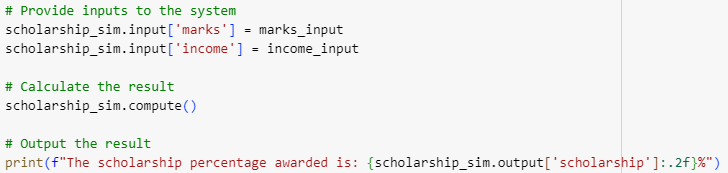 # Provide inputs to the system
scholarship_sim.input['marks'] = marks_input
scholarship_sim.input['income'] = income_input
# Calculate the result
scholarship_sim.compute()
# Output the result
print(f"The scholarship percentage awarded is: {scholarship_sim.output['scholarship']:.2f}%")